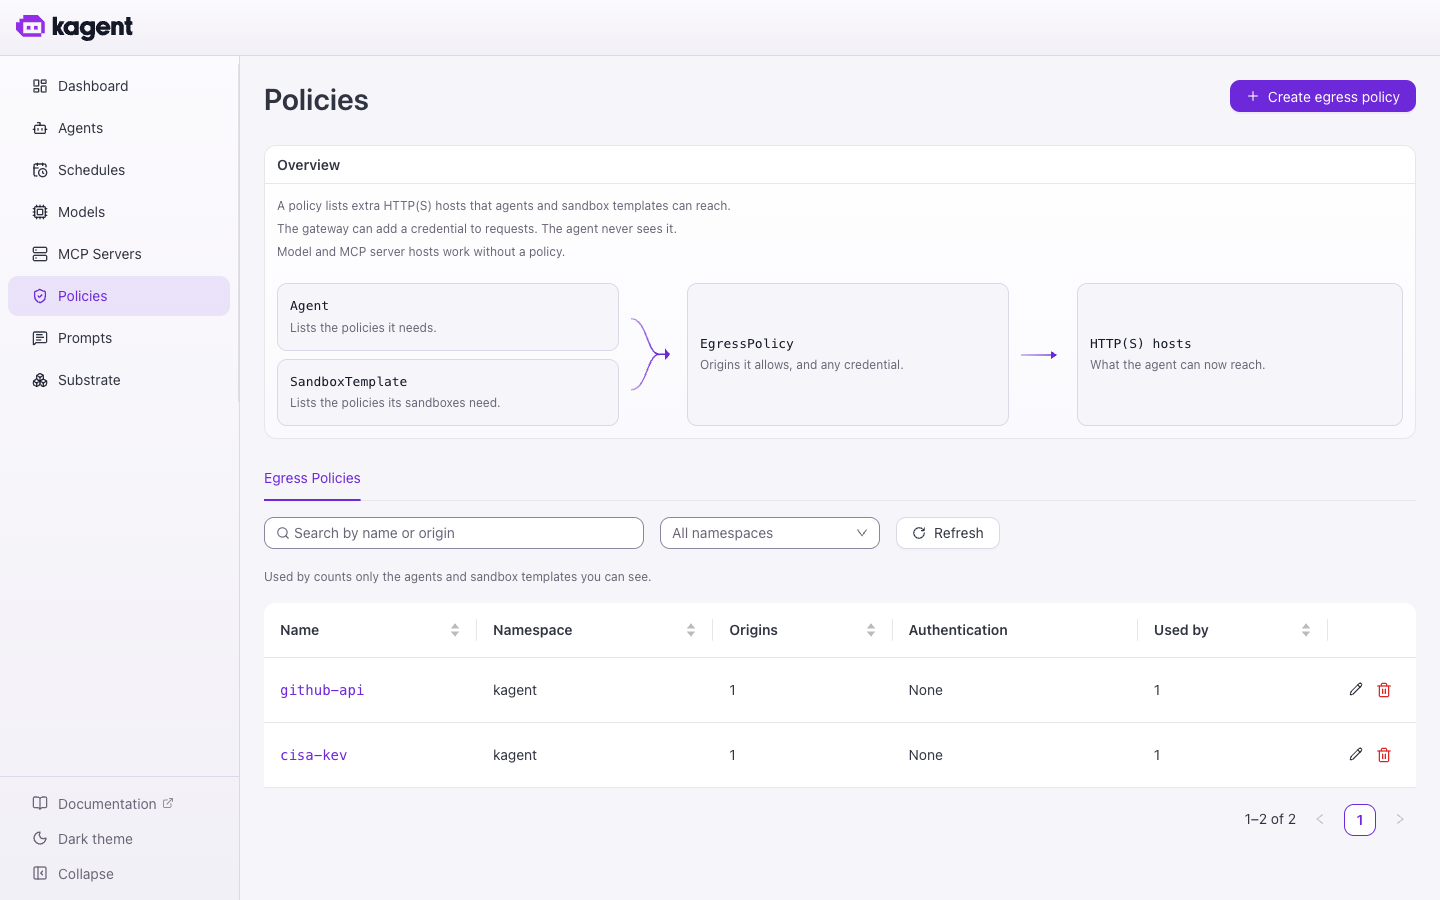 kagent
Dashboard
Agents
Schedules
Models
MCP Servers
Policies
Prompts
Substrate
Documentation
Dark theme
Collapse
Policies
Create egress policy
Overview
A policy lists extra HTTP(S) hosts that agents and sandbox templates can reach.
The gateway can add a credential to requests. The agent never sees it.
Model and MCP server hosts work without a policy.
Agent
Lists the policies it needs.
SandboxTemplate
Lists the policies its sandboxes need.
EgressPolicy
Origins it allows, and any credential.
HTTP(S) hosts
What the agent can now reach.
Egress Policies
Search by name or origin
All namespaces
Refresh
Used by counts only the agents and sandbox templates you can see.
Name Namespace Origins Authentication Used by
github-api kagent 1 None 1
cisa-kev kagent 1 None 1
1–2 of 2 1